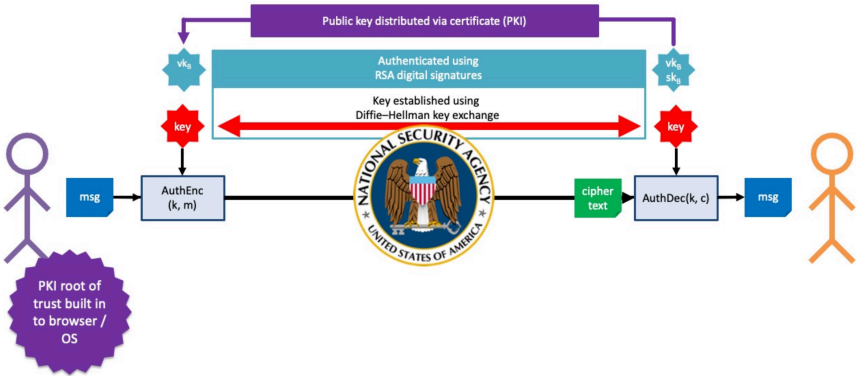 Public key distributed via certificate (PKI)
vkB
Authenticated using
RSA digital signatures
vkB
skB
Key established using
Diffie–Hellman key exchange
key
key
NATIONAL SECURITY AGENCY
UNITED STATES OF AMERICA
msg
AuthEnc
(k, m)
cipher
text
AuthDec(k, c)
msg
PKI root of
trust built in
to browser /
OS